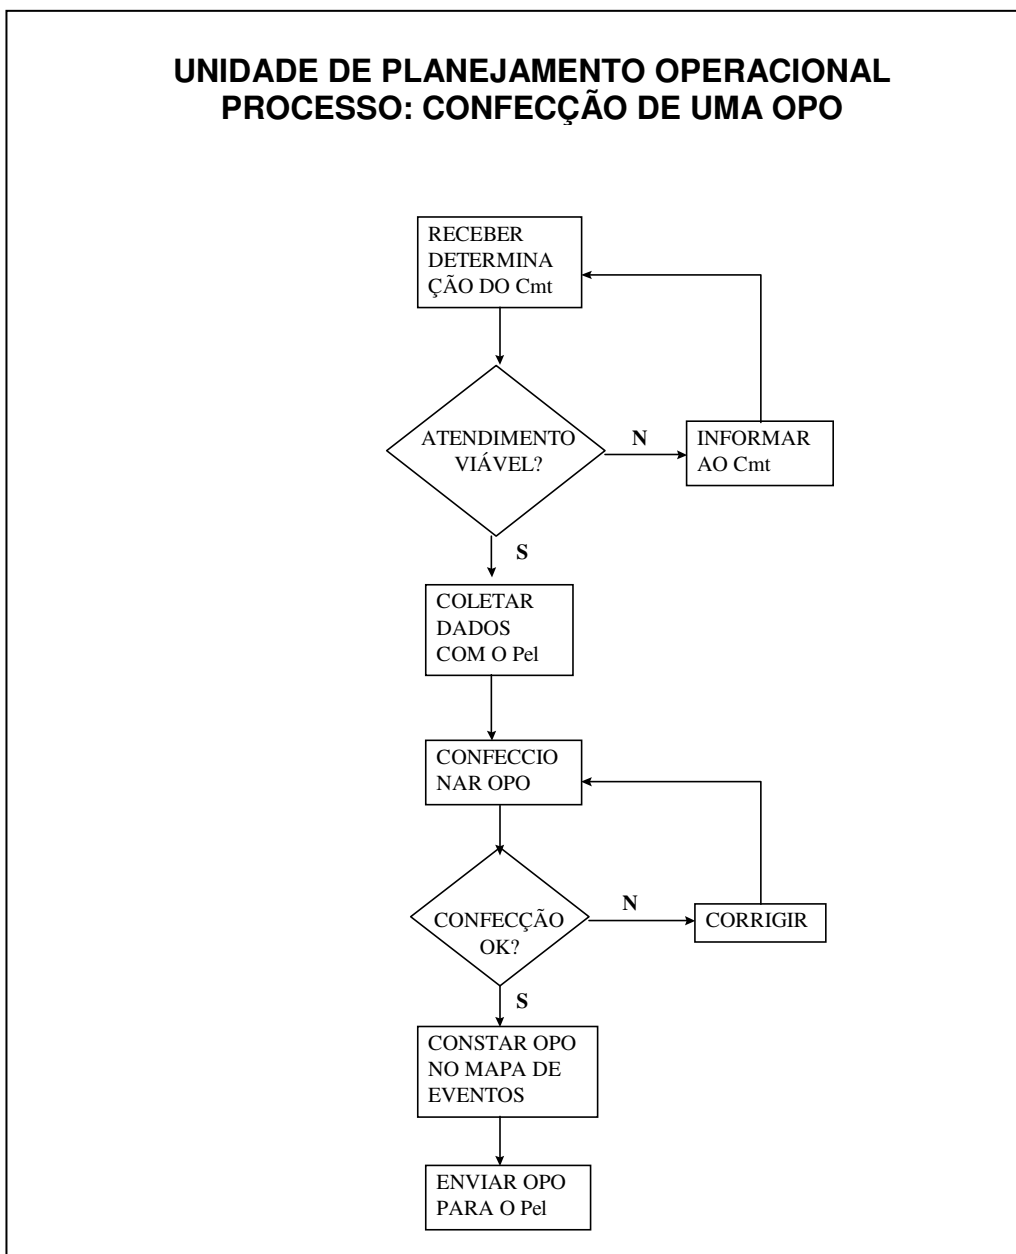 UNIDADE DE PLANEJAMENTO OPERACIONAL
PROCESSO: CONFECÇÃO DE UMA OPO
RECEBER
DETERMINA
ÇÃO DO Cmt
ATENDIMENTO
VIÁVEL?
N
INFORMAR
AO Cmt
S
COLETAR
DADOS
COM O Pel
CONFECCIO
NAR OPO
CONFECÇÃO
OK?
N
CORRIGIR
S
CONSTAR OPO
NO MAPA DE
EVENTOS
ENVIAR OPO
PARA O Pel